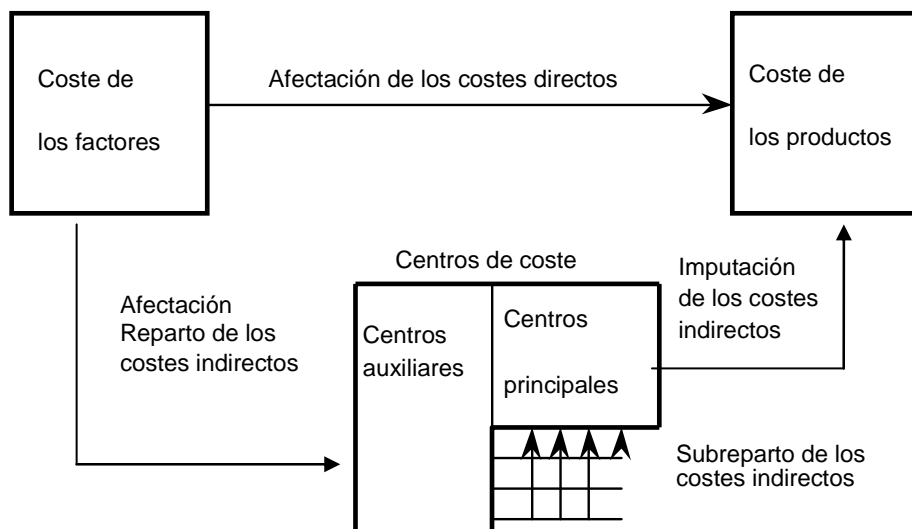 Coste de
los factores
Afectación de los costes directos
Coste de
los productos
Centros de coste
Afectación
Reparto de los
costes indirectos
Centros
auxiliares
Centros
principales
Imputación
de los costes
indirectos
Subreparto de los
costes indirectos